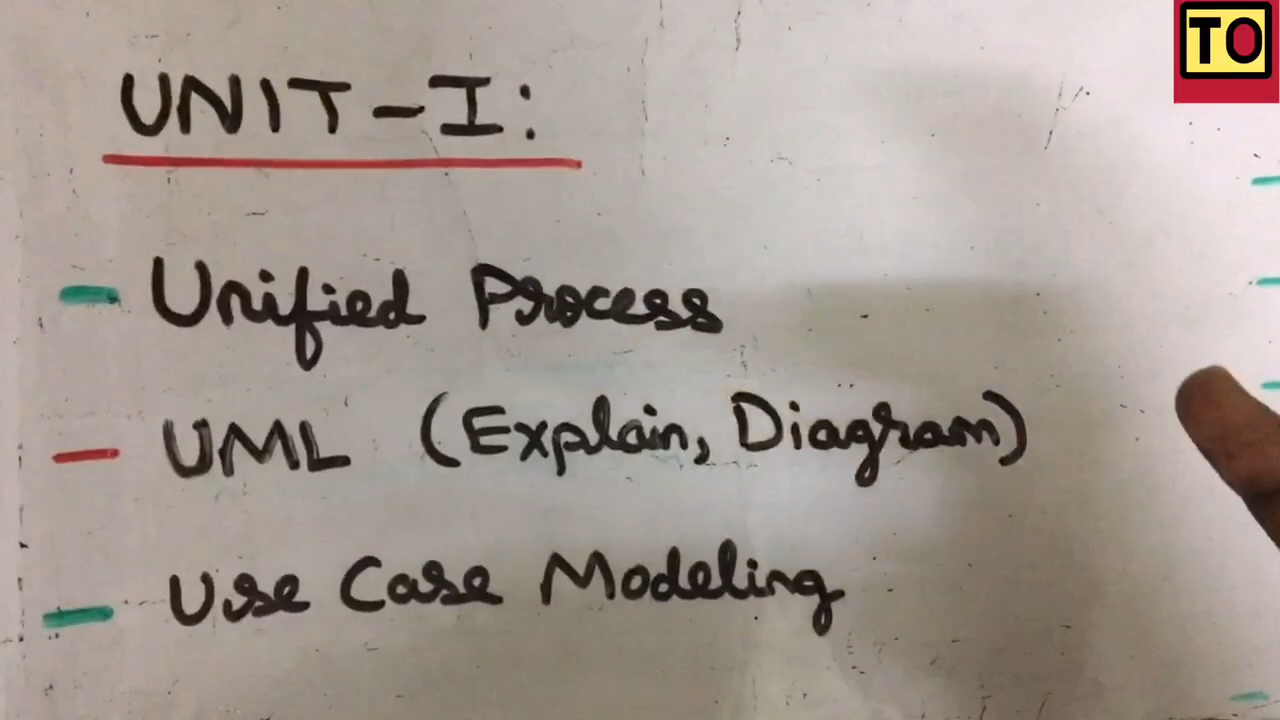 TO
UNIT-I:
- Unified Process
- UML (Explain, Diagram)
- Use Case Modeling